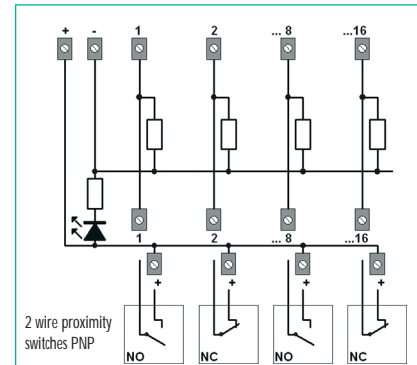 + - 1 2 ... 8 ...16
1 2 ... 8 ...16
+ + + +
2 wire proximity
switches PNP
NO NC NO NC